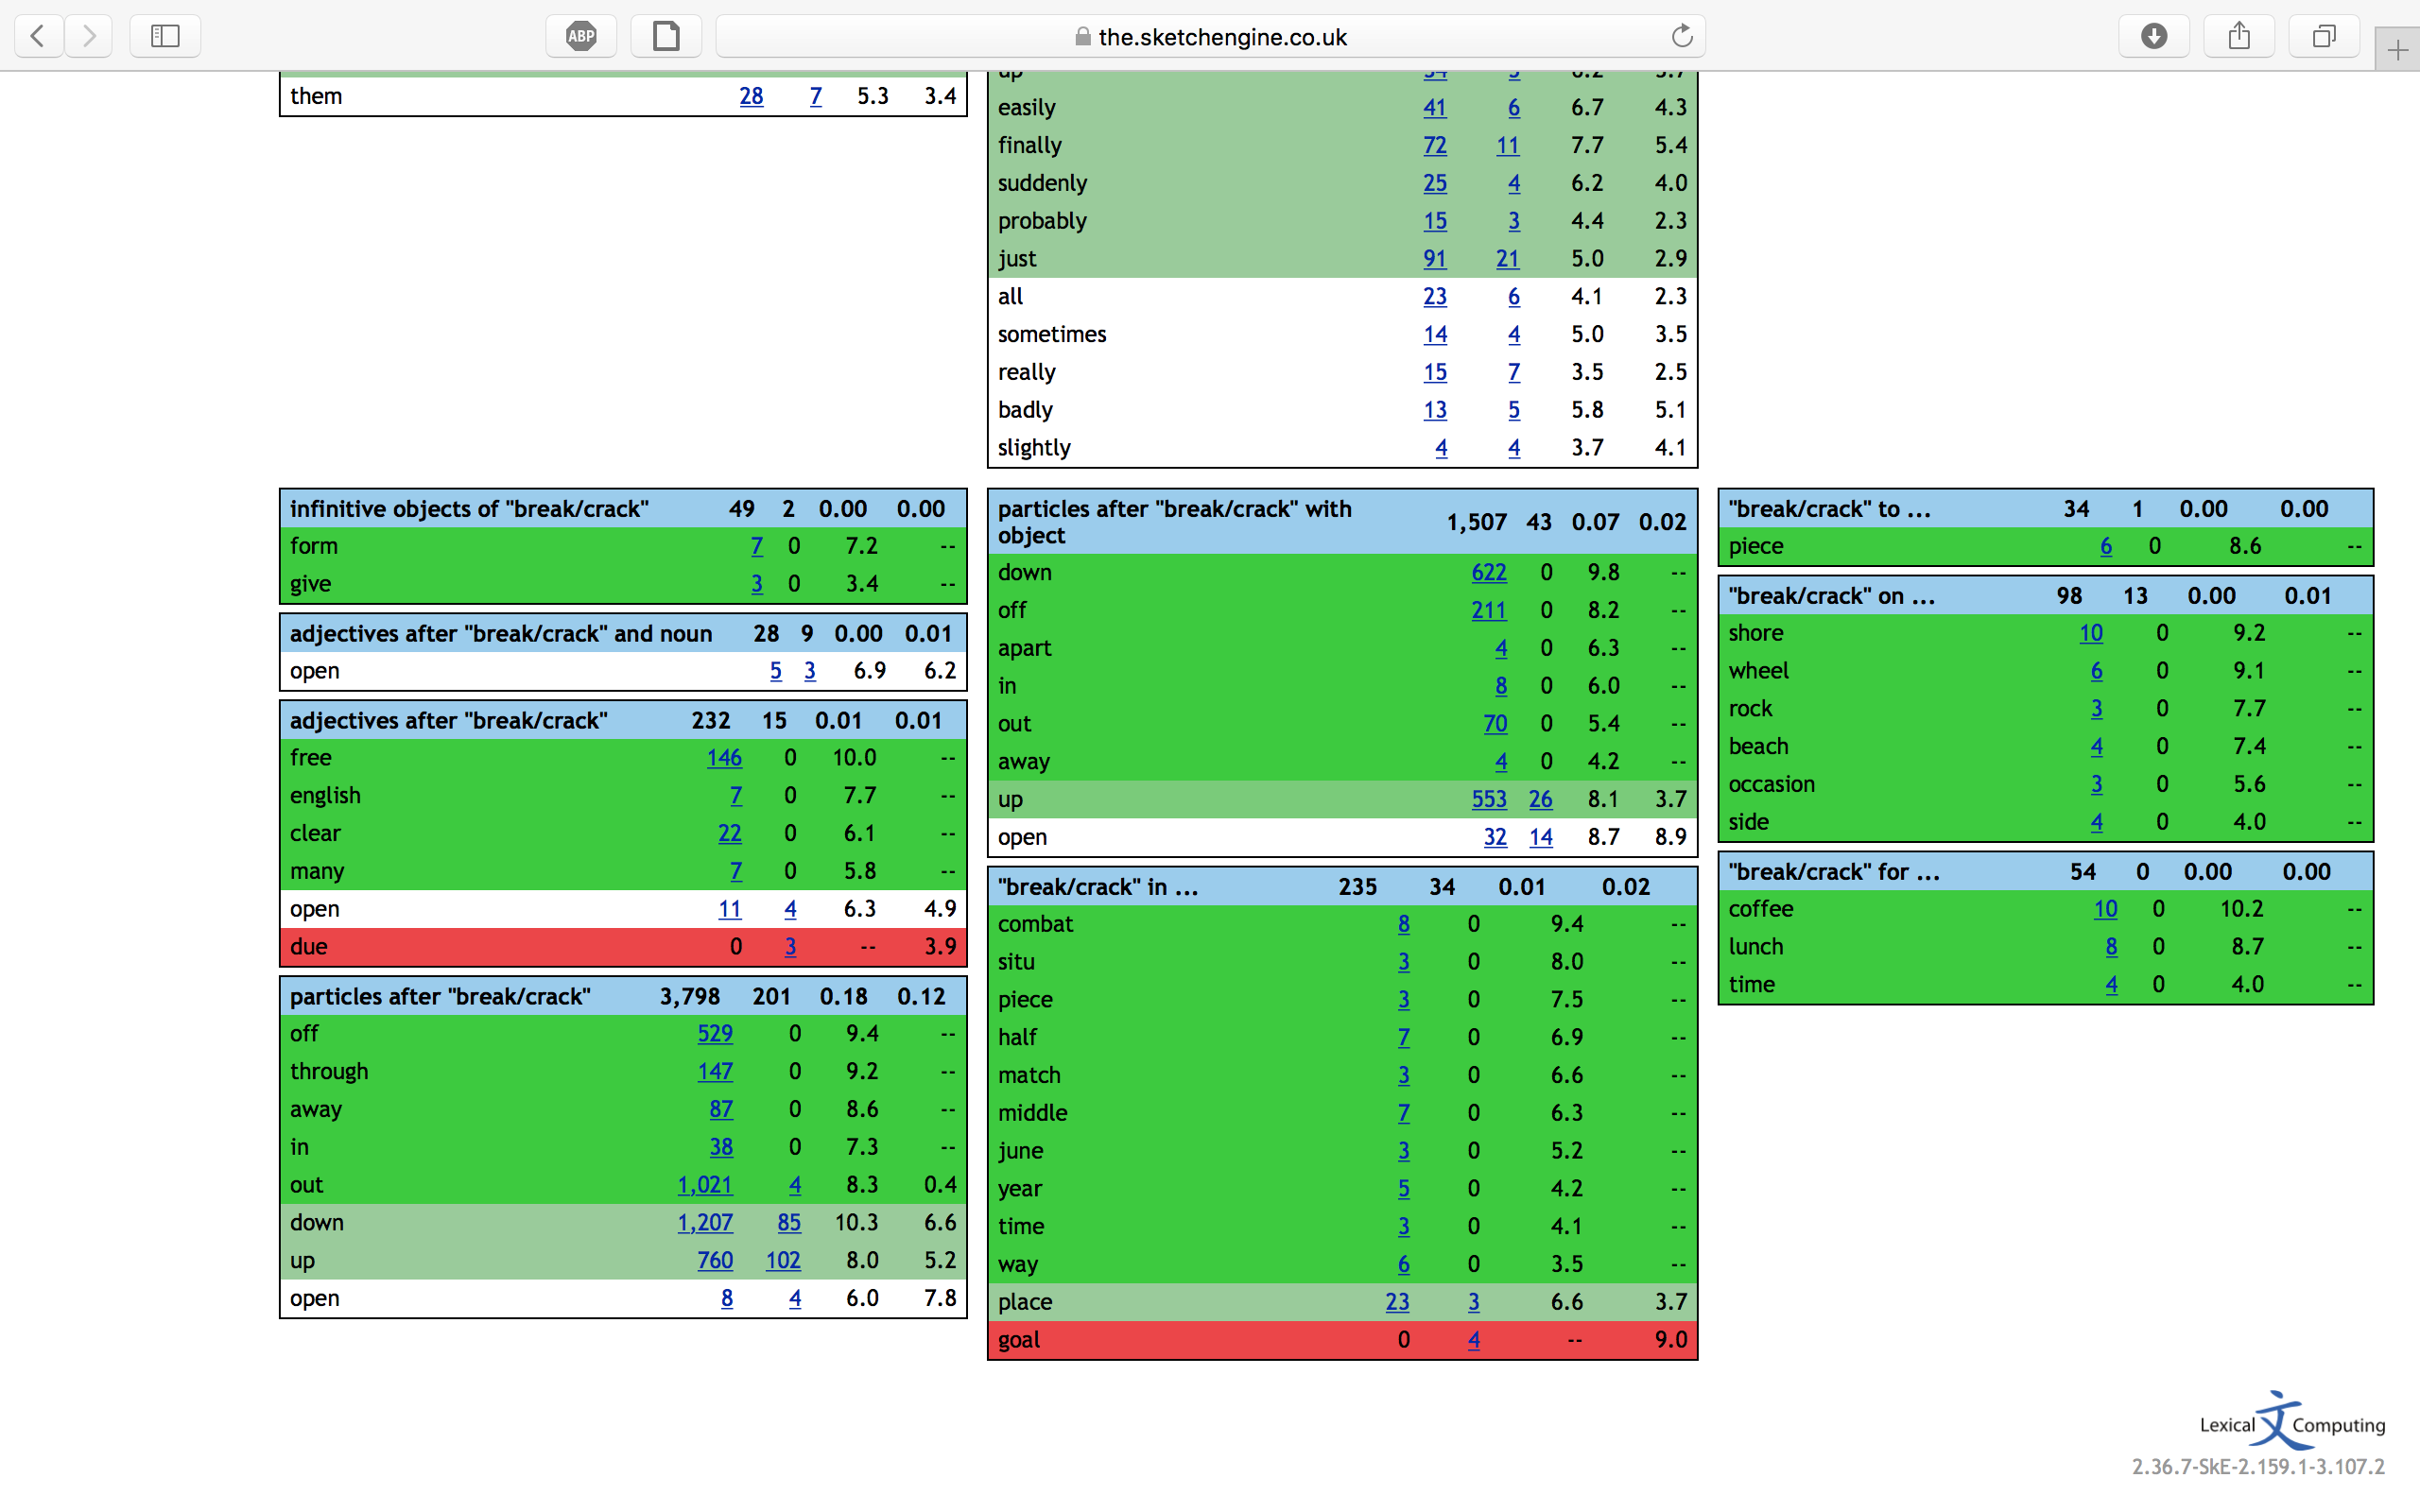 ABP
the.sketchengine.co.uk
them 28 7 5.3 3.4
up 34 5 6.2 3.7
easily 41 6 6.7 4.3
finally 72 11 7.7 5.4
suddenly 25 4 6.2 4.0
probably 15 3 4.4 2.3
just 91 21 5.0 2.9
all 23 6 4.1 2.3
sometimes 14 4 5.0 3.5
really 15 7 3.5 2.5
badly 13 5 5.8 5.1
slightly 4 4 3.7 4.1
infinitive objects of "break/crack" 49 2 0.00 0.00
form 7 0 7.2 --
give 3 0 3.4 --
adjectives after "break/crack" and noun 28 9 0.00 0.01
open 5 3 6.9 6.2
adjectives after "break/crack" 232 15 0.01 0.01
free 146 0 10.0 --
english 7 0 7.7 --
clear 22 0 6.1 --
many 7 0 5.8 --
open 11 4 6.3 4.9
due 0 3 -- 3.9
particles after "break/crack" 3,798 201 0.18 0.12
off 529 0 9.4 --
through 147 0 9.2 --
away 87 0 8.6 --
in 38 0 7.3 --
out 1,021 4 8.3 0.4
down 1,207 85 10.3 6.6
up 760 102 8.0 5.2
open 8 4 6.0 7.8
particles after "break/crack" with
object 1,507 43 0.07 0.02
down 622 0 9.8 --
off 211 0 8.2 --
apart 4 0 6.3 --
in 8 0 6.0 --
out 70 0 5.4 --
away 4 0 4.2 --
up 553 26 8.1 3.7
open 32 14 8.7 8.9
"break/crack" in ... 235 34 0.01 0.02
combat 8 0 9.4 --
situ 3 0 8.0 --
piece 3 0 7.5 --
half 7 0 6.9 --
match 3 0 6.6 --
middle 7 0 6.3 --
june 3 0 5.2 --
year 5 0 4.2 --
time 3 0 4.1 --
way 6 0 3.5 --
place 23 3 6.6 3.7
goal 0 4 -- 9.0
"break/crack" to ... 34 1 0.00 0.00
piece 6 0 8.6 --
"break/crack" on ... 98 13 0.00 0.01
shore 10 0 9.2 --
wheel 6 0 9.1 --
rock 3 0 7.7 --
beach 4 0 7.4 --
occasion 3 0 5.6 --
side 4 0 4.0 --
"break/crack" for ... 54 0 0.00 0.00
coffee 10 0 10.2 --
lunch 8 0 8.7 --
time 4 0 4.0 --
Lexical 文 Computing
2.36.7-SkE-2.159.1-3.107.2